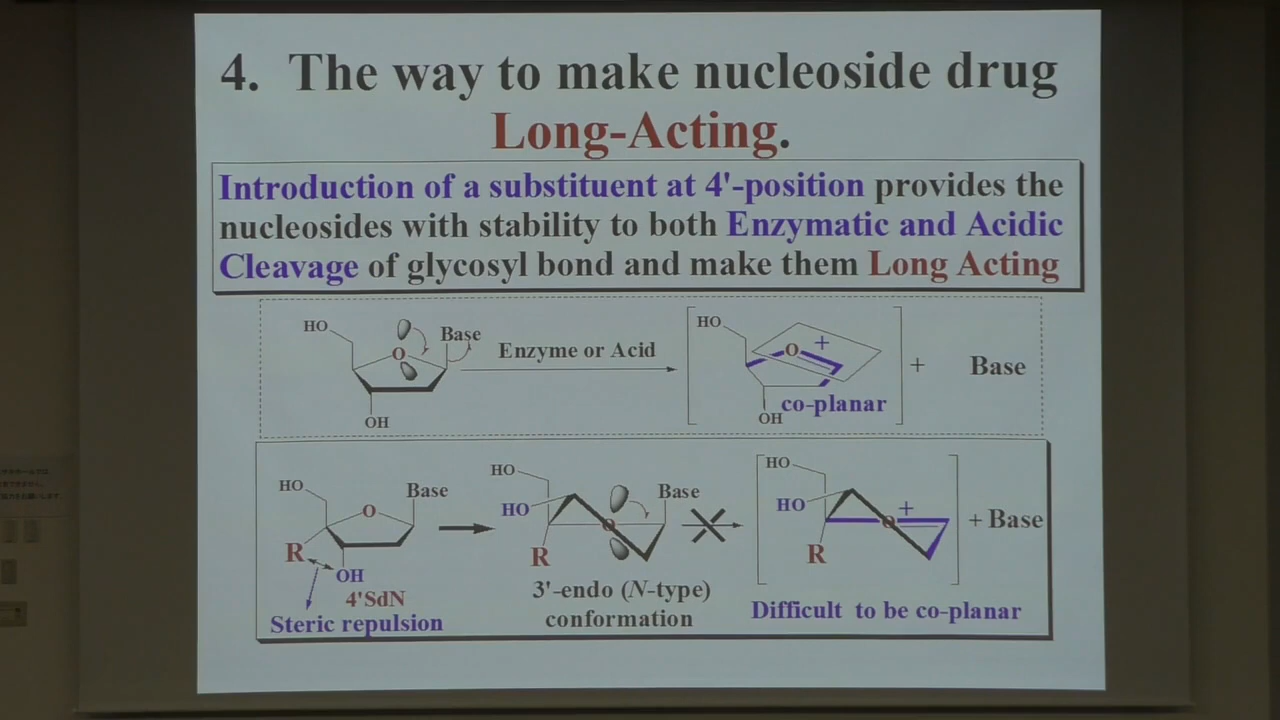 4. The way to make nucleoside drug
Long-Acting.
Introduction of a substituent at 4'-position provides the
nucleosides with stability to both Enzymatic and Acidic
Cleavage of glycosyl bond and make them Long Acting
HO
O
Base
OH
Enzyme or Acid
HO
O
+
OH
co-planar
+ Base
HO
O
Base
R
OH
4'SdN
Steric repulsion
HO
HO
O
Base
R
3'-endo (N-type)
conformation
HO
HO
O
+
R
+ Base
Difficult to be co-planar